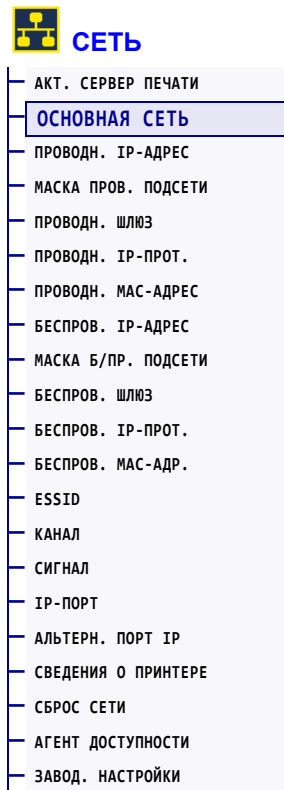 СЕТЬ
АКТ. СЕРВЕР ПЕЧАТИ
ОСНОВНАЯ СЕТЬ
ПРОВОДН. IP-АДРЕС
МАСКА ПРОВ. ПОДСЕТИ
ПРОВОДН. ШЛЮЗ
ПРОВОДН. IP-ПРОТ.
ПРОВОДН. MAC-АДРЕС
БЕСПРОВ. IP-АДРЕС
МАСКА Б/ПР. ПОДСЕТИ
БЕСПРОВ. ШЛЮЗ
БЕСПРОВ. IP-ПРОТ.
БЕСПРОВ. MAC-АДР.
ESSID
КАНАЛ
СИГНАЛ
IP-ПОРТ
АЛЬТЕРН. ПОРТ IP
СВЕДЕНИЯ О ПРИНТЕРЕ
СБРОС СЕТИ
АГЕНТ ДОСТУПНОСТИ
ЗАВОД. НАСТРОЙКИ